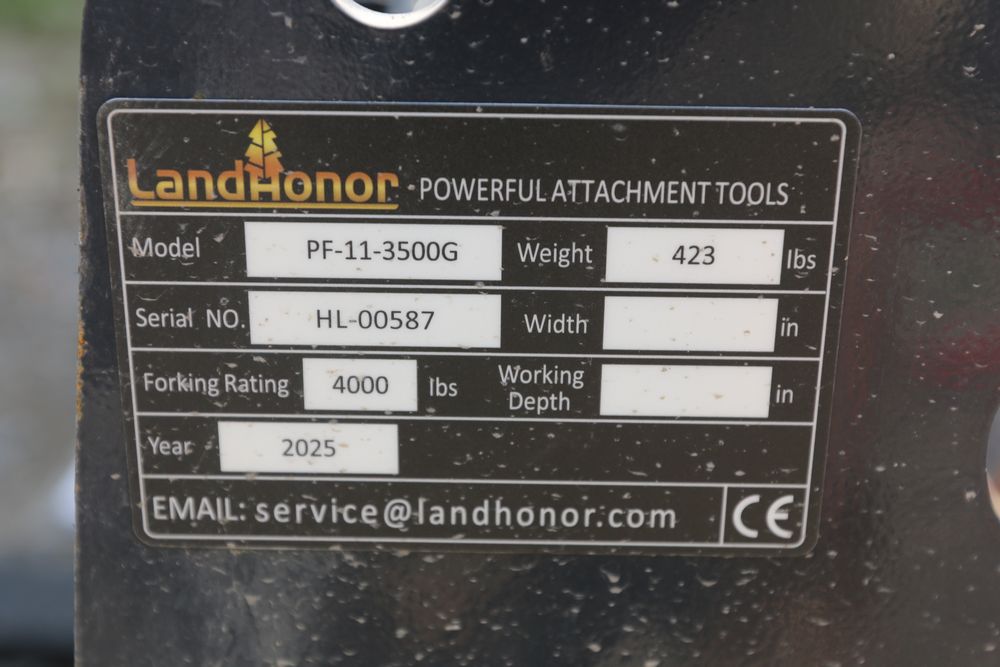 LandHonor POWERFUL ATTACHMENT TOOLS
Model PF-11-3500G Weight 423 lbs
Serial NO. HL-00587 Width in
Forking Rating 4000 lbs Working Depth in
Year 2025
EMAIL: service@landhonor.com CE